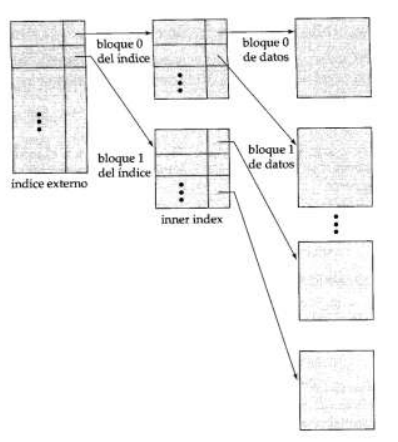 bloque 0
del índice
bloque 0
de datos
bloque 1
del índice
bloque 1
de datos
índice externo
inner index